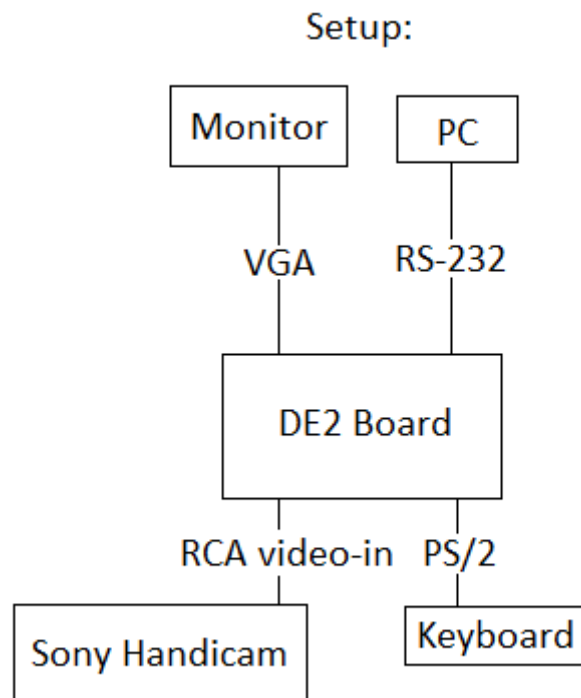 Setup:
Monitor
PC
VGA
RS-232
DE2 Board
RCA video-in
PS/2
Sony Handicam
Keyboard